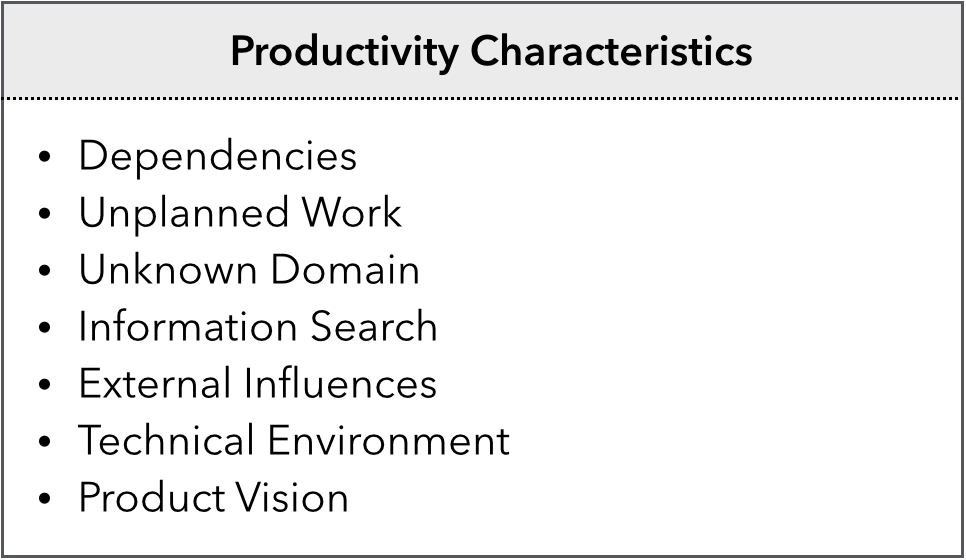 Productivity Characteristics
• Dependencies
• Unplanned Work
• Unknown Domain
• Information Search
• External Influences
• Technical Environment
• Product Vision